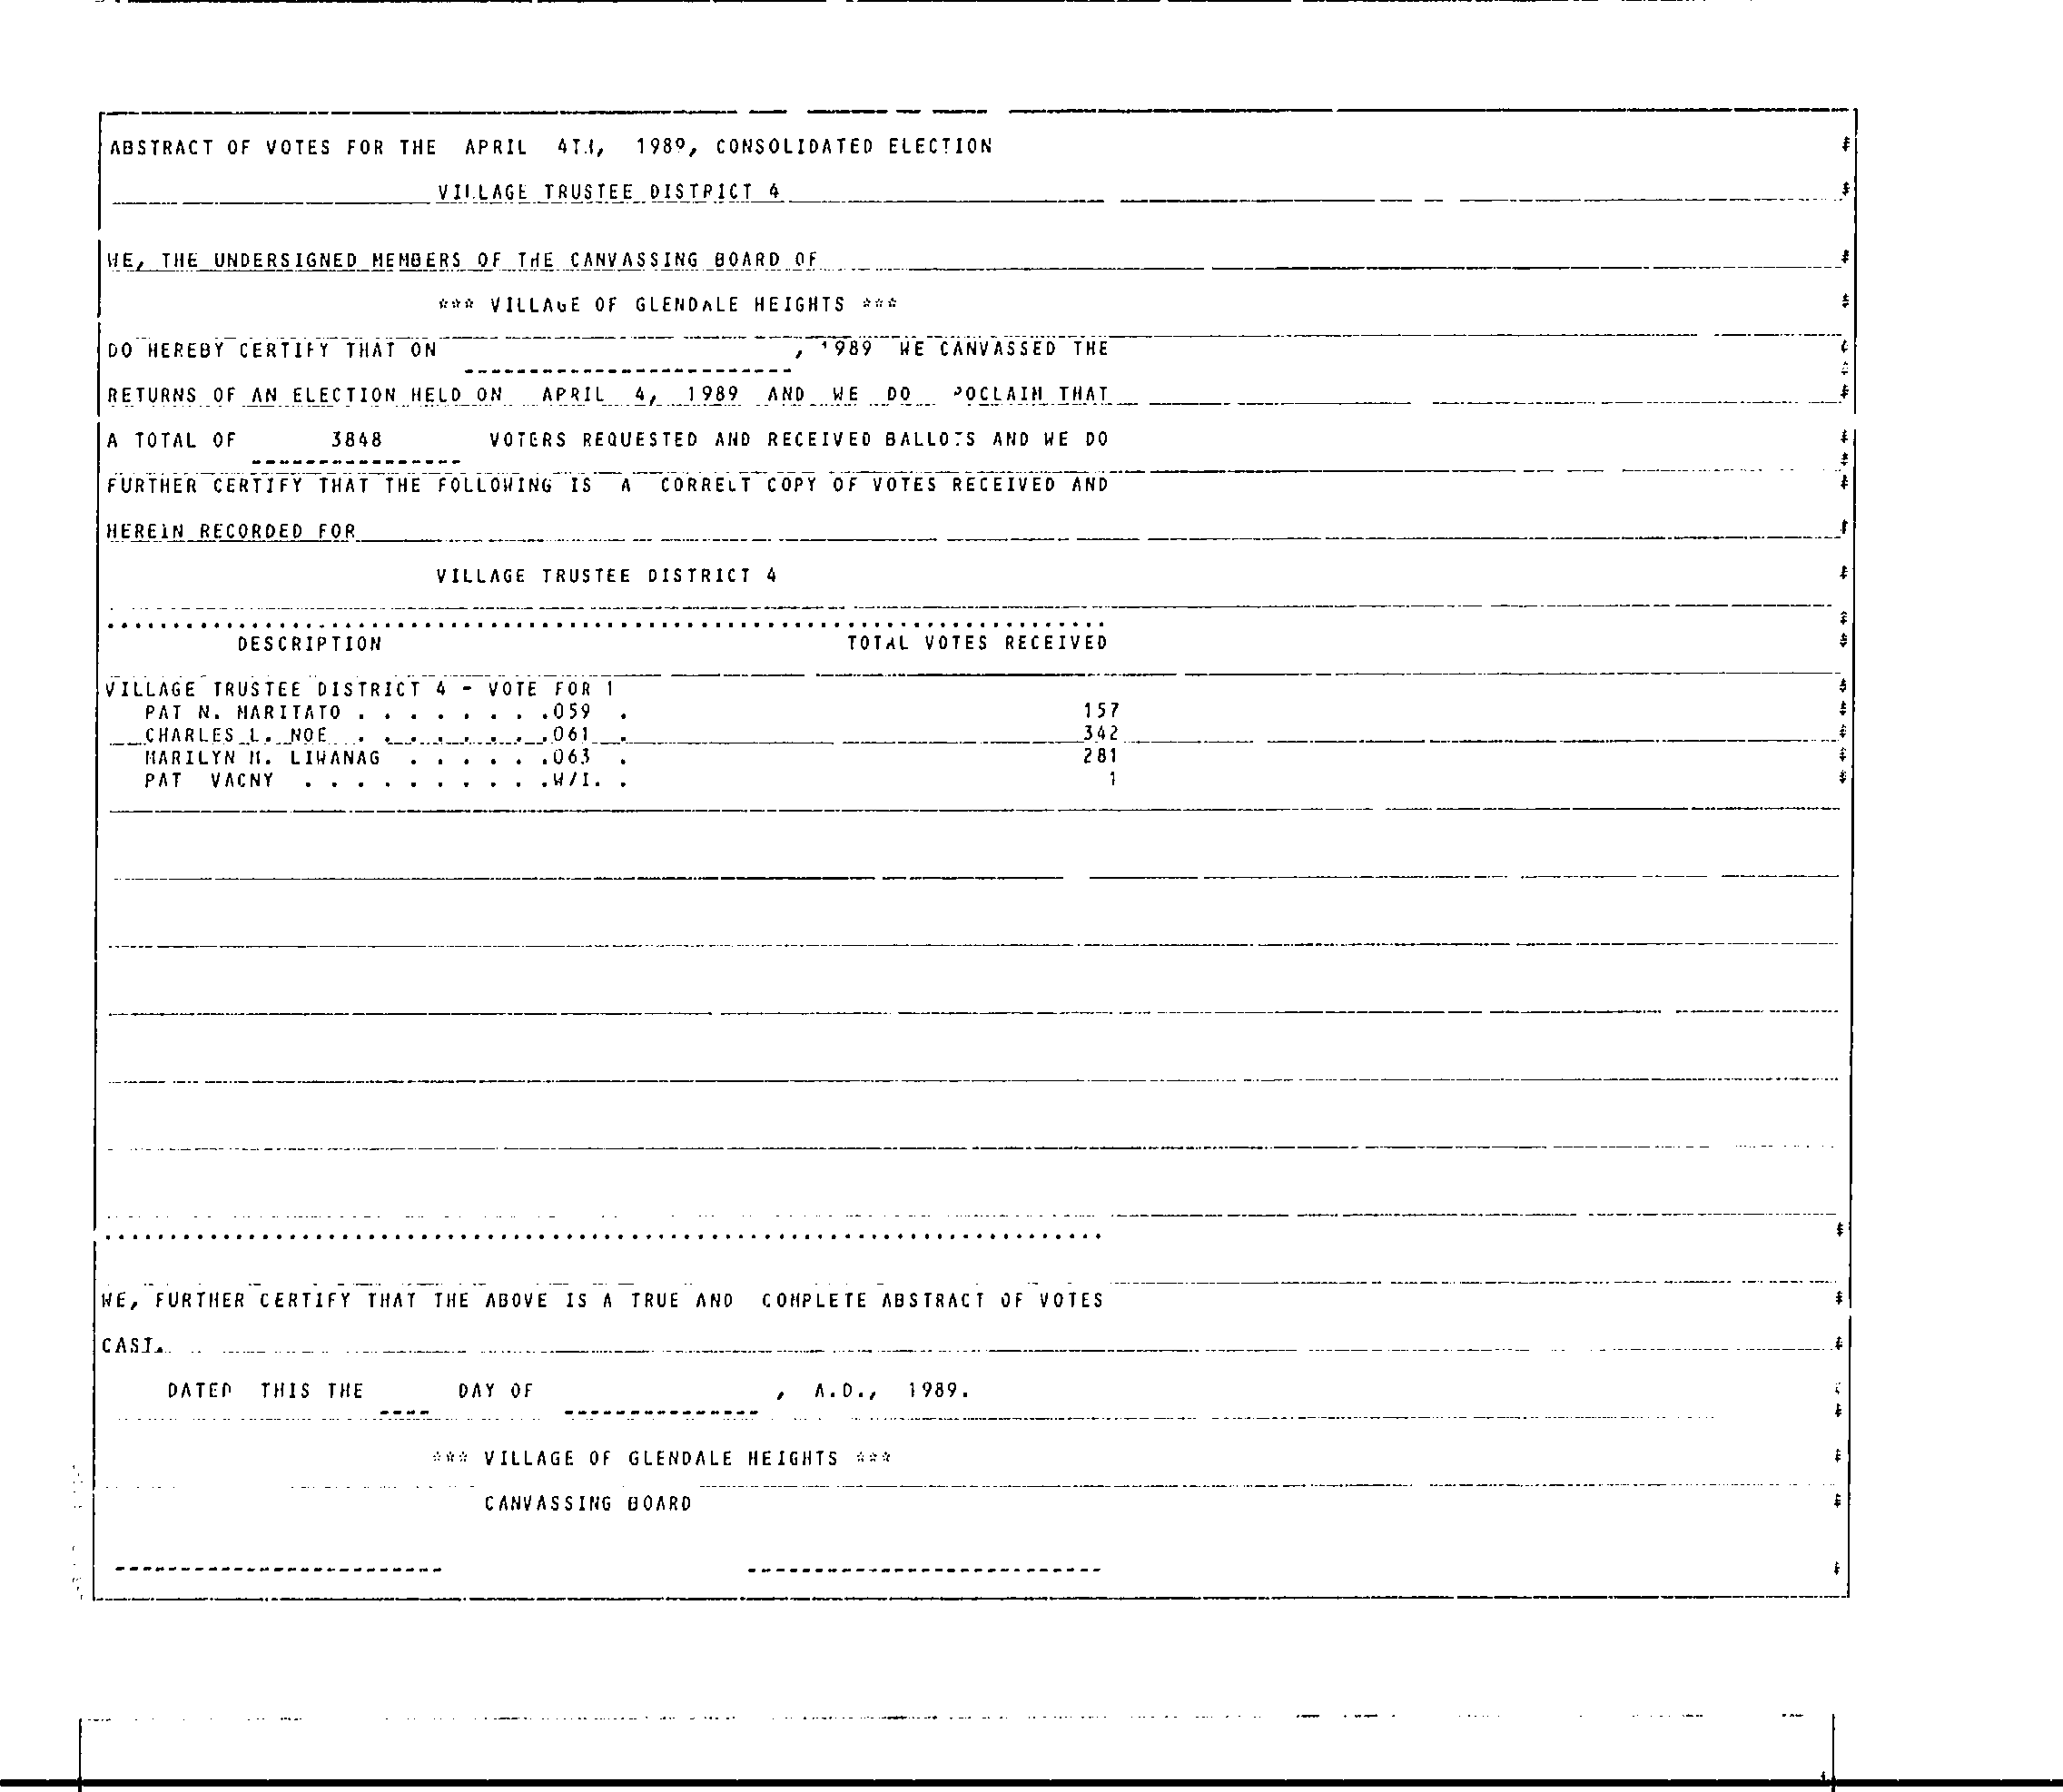 ABSTRACT OF VOTES FOR THE APRIL 4TH, 1989, CONSOLIDATED ELECTION
VILLAGE TRUSTEE DISTRICT 4
WE, THE UNDERSIGNED MEMBERS OF THE CANVASSING BOARD OF
*** VILLAGE OF GLENDALE HEIGHTS ***
DO HEREBY CERTIFY THAT ON , 1989 WE CANVASSED THE
RETURNS OF AN ELECTION HELD ON APRIL 4, 1989 AND WE DO POCLAIM THAT
A TOTAL OF 3848 VOTERS REQUESTED AND RECEIVED BALLOTS AND WE DO
FURTHER CERTIFY THAT THE FOLLOWING IS A CORRECT COPY OF VOTES RECEIVED AND
HEREIN RECORDED FOR
VILLAGE TRUSTEE DISTRICT 4
DESCRIPTION TOTAL VOTES RECEIVED
VILLAGE TRUSTEE DISTRICT 4 - VOTE FOR 1
PAT N. MARITATO . . . . . . . .059 . 157
CHARLES L. NOE . . . . . . . .061 . 342
MARILYN M. LIWANAG . . . . . .063 . 281
PAT VACNY . . . . . . . . . .W/I. . 1
WE, FURTHER CERTIFY THAT THE ABOVE IS A TRUE AND COMPLETE ABSTRACT OF VOTES
CAST.
DATED THIS THE DAY OF , A.D., 1989.
*** VILLAGE OF GLENDALE HEIGHTS ***
CANVASSING BOARD